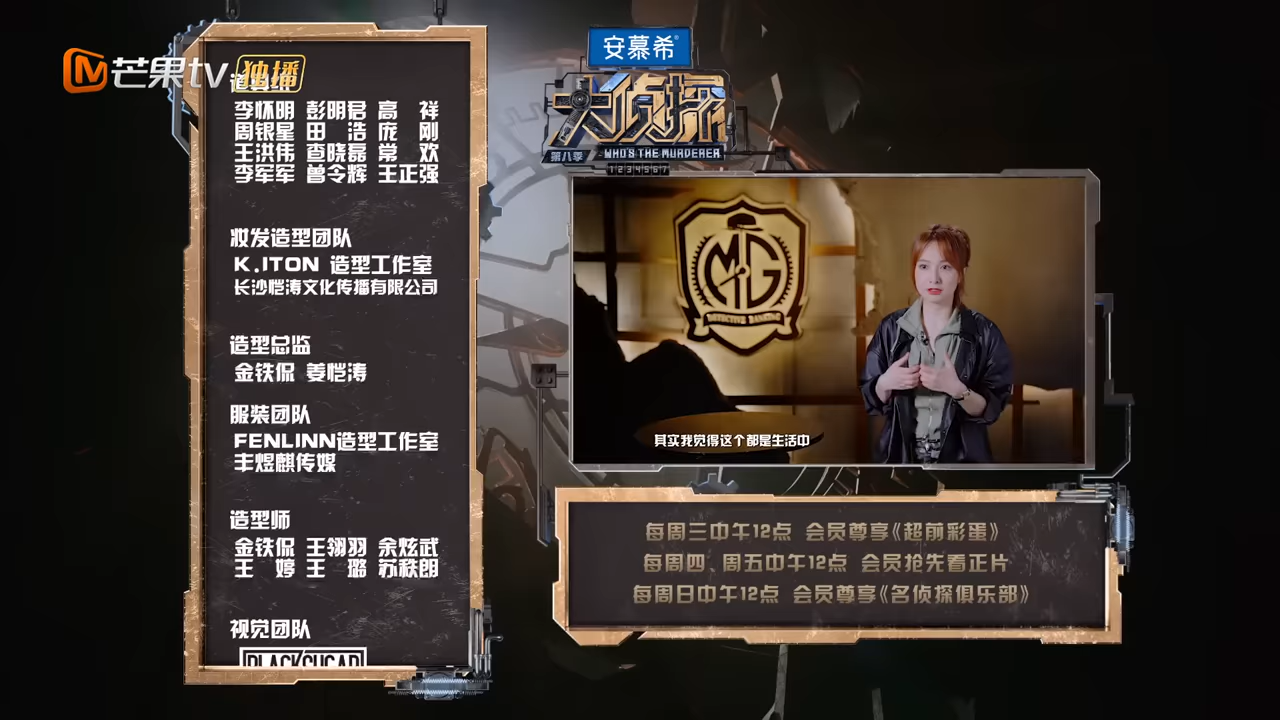 芒果tv 独播
李怀明 彭明君 高 祥
周银星 田 浩 庞 刚
王洪伟 查晓磊 常 欢
李军军 曾令辉 王正强
妆发造型团队
K.ITON 造型工作室
长沙恺涛文化传播有限公司
造型总监
金铁侃 姜恺涛
服装团队
FENLINN造型工作室
丰煜麒传媒
造型师
金铁侃 王翎羽 余炫武
王 婷 王 璐 苏秩朗
视觉团队
BLACKSUGAR
安慕希
大侦探
第八季 WHO'S THE MURDERER
1234567
MG
DETECTIVE RANKING
其实我觉得这个都是生活中
每周三中午12点 会员尊享《超前彩蛋》
每周四、周五中午12点 会员抢先看正片
每周日中午12点 会员尊享《名侦探俱乐部》